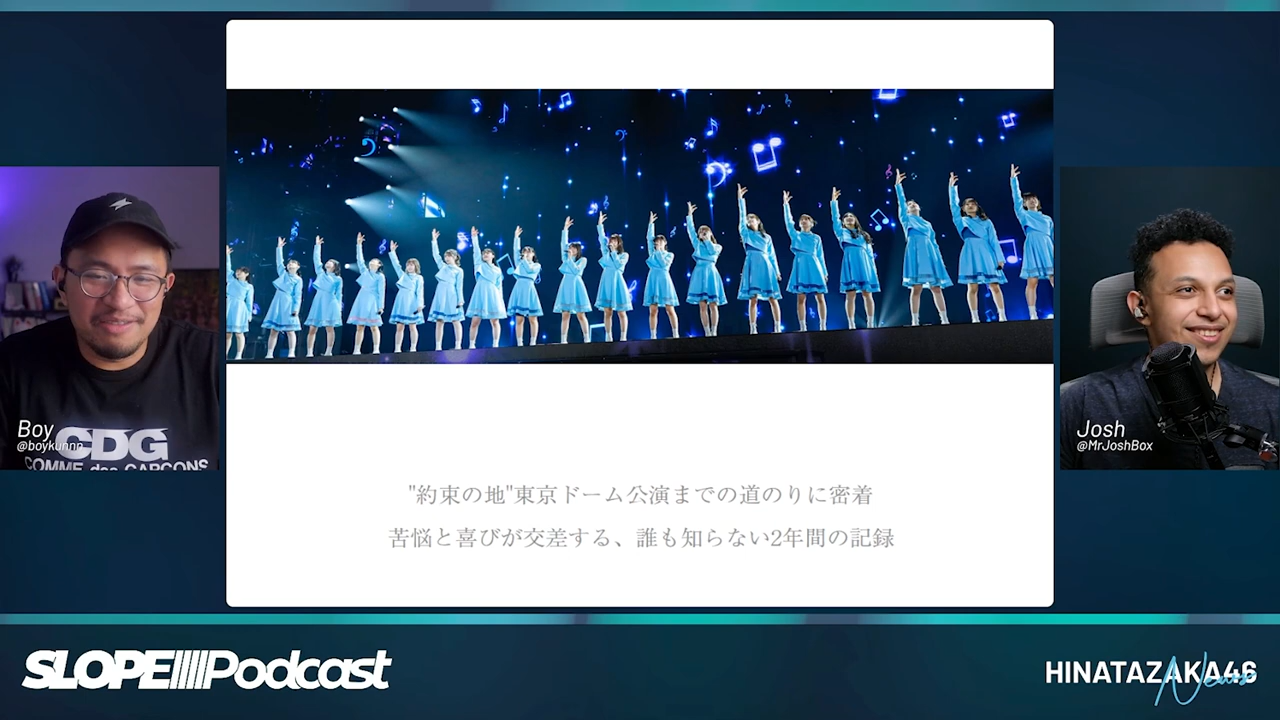 Boy
@boykunnn
CDG
COMME des GARÇONS
Josh
@MrJoshBox
"約束の地"東京ドーム公演までの道のりに密着
苦悩と喜びが交差する、誰も知らない2年間の記録
SLOPE Podcast
HINATAZAKA46
News